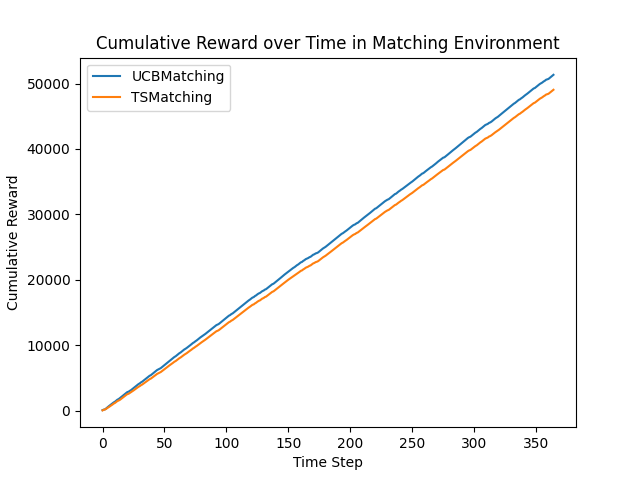 Cumulative Reward over Time in Matching Environment
UCBMatching
TSMatching
50000
40000
30000
20000
10000
0
Cumulative Reward
0 50 100 150 200 250 300 350
Time Step